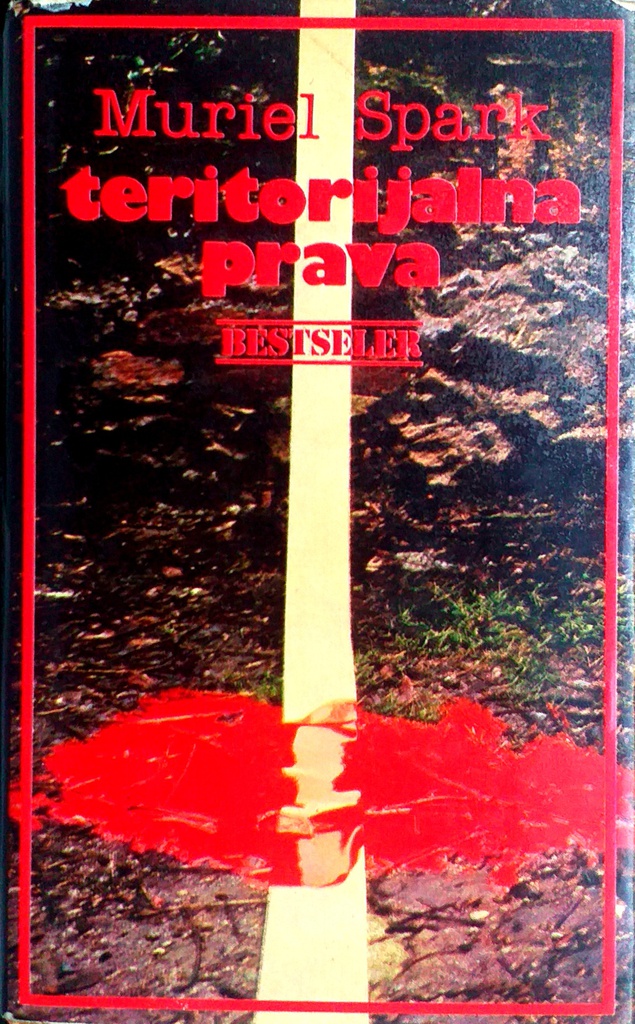 Muriel Spark
teritorijalna
prava
BESTSELER